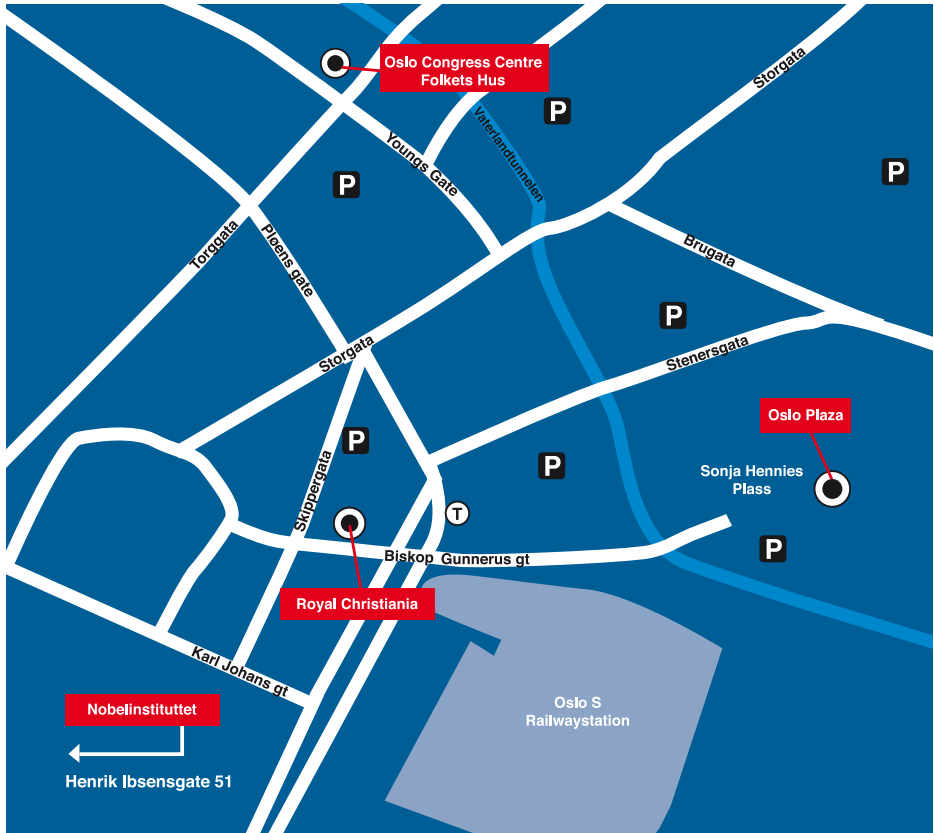 Oslo Congress Centre
Folkets Hus
Storgata
P
Vaterlandtunnelen
Youngs Gate
P
P
Torggata
Pløens gate
Brugata
P
Storgata
Stenersgata
Oslo Plaza
P
P
Skippergata
Sonja Hennies
Plass
T
P
Biskop Gunnerus gt
Royal Christiania
Karl Johans gt
Nobelinstituttet
Oslo S
Railwaystation
Henrik Ibsensgate 51